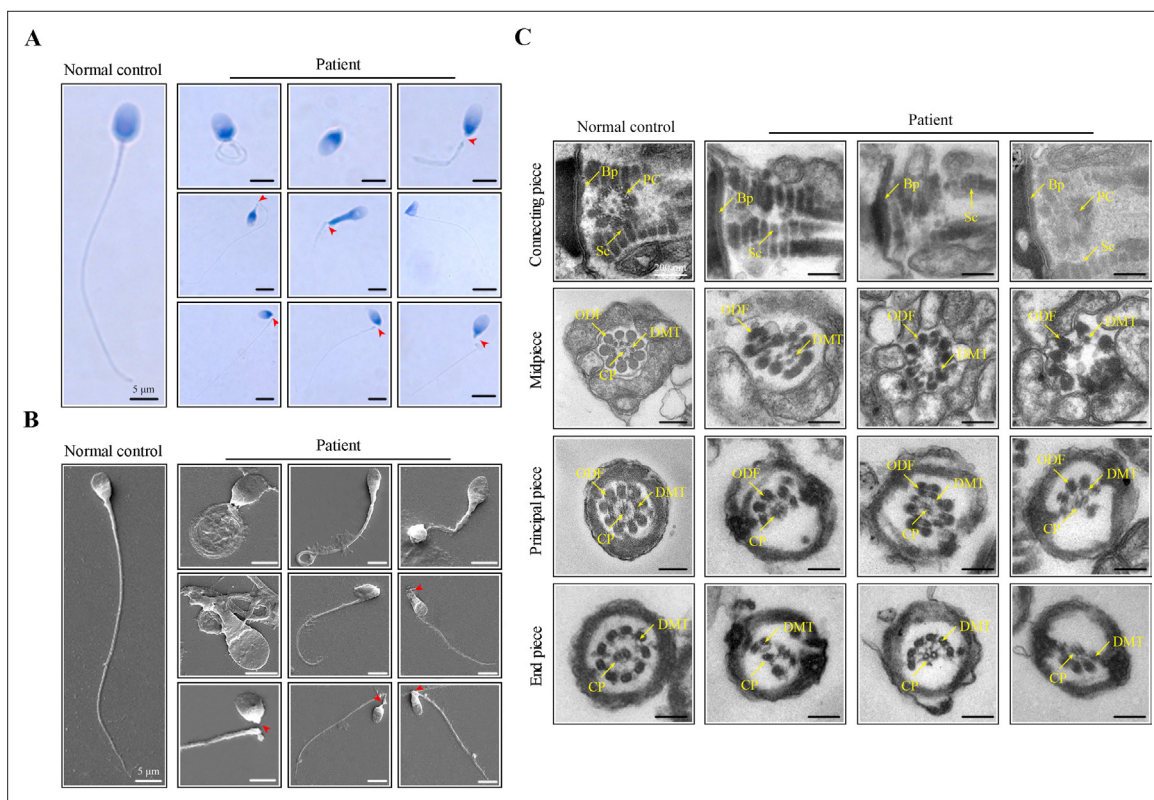 A
Normal control
Patient
5 μm
B
Normal control
Patient
5 μm
C
Normal control
Patient
Connecting piece
Bp
PC
Sc
200 nm
Bp
Sc
Bp
Sc
Bp
PC
Sc
Midpiece
ODF
DMT
CP
ODF
DMT
ODF
DMT
ODF
DMT
Principal piece
ODF
DMT
CP
ODF
DMT
CP
ODF
DMT
CP
ODF
DMT
CP
End piece
DMT
CP
DMT
CP
DMT
CP
DMT
CP